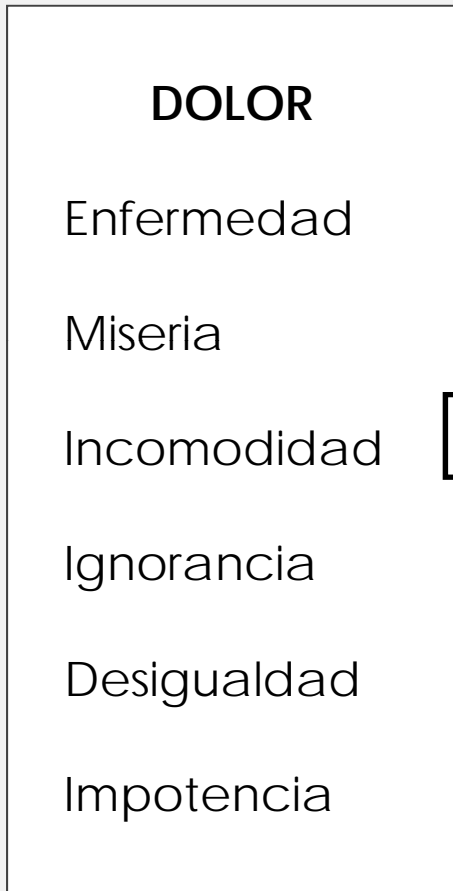 DOLOR
Enfermedad
Miseria
Incomodidad
Ignorancia
Desigualdad
Impotencia